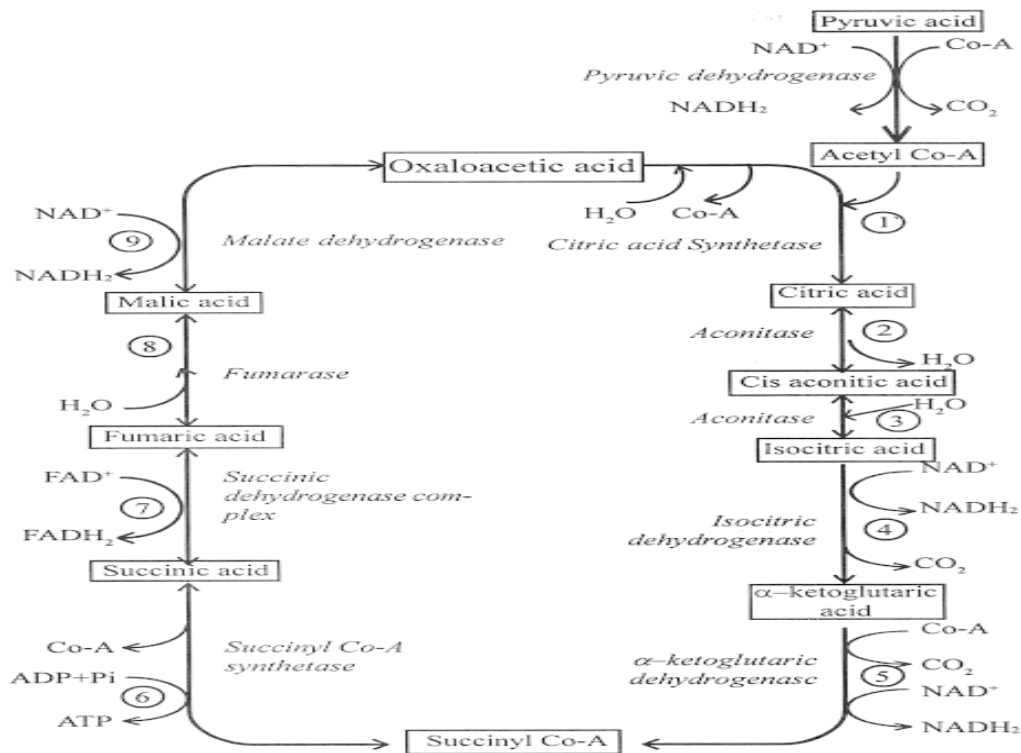 Pyruvic acid
NAD⁺
Co-A
Pyruvic dehydrogenase
NADH₂
CO₂
Acetyl Co-A
Oxaloacetic acid
H₂O
Co-A
1
Citric acid Synthetase
NAD⁺
9
Malate dehydrogenase
NADH₂
Malic acid
Citric acid
Aconitase
2
H₂O
Cis aconitic acid
8
Fumarase
H₂O
Aconitase
H₂O
3
Fumaric acid
Isocitric acid
FAD⁺
Succinic
dehydrogenase com-
plex
7
FADH₂
NAD⁺
NADH₂
Isocitric
dehydrogenase
4
CO₂
Succinic acid
α–ketoglutaric
acid
Co-A
Succinyl Co-A
synthetase
ADP+Pi
6
ATP
Co-A
α–ketoglutaric
dehydrogenasc
CO₂
5
NAD⁺
NADH₂
Succinyl Co-A